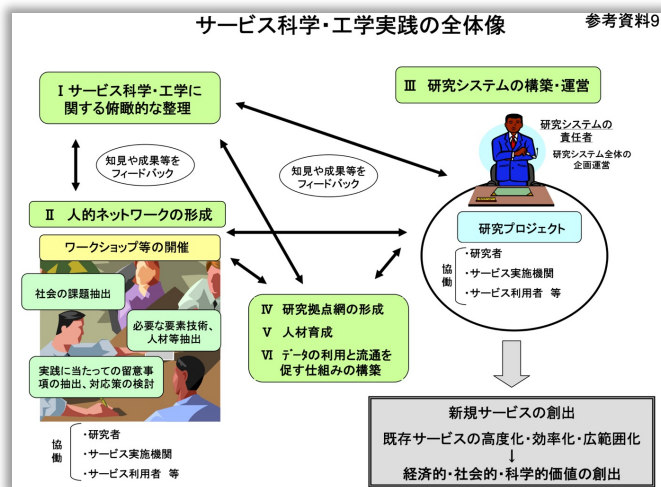 サービス科学・工学実践の全体像
参考資料9
Ⅰ サービス科学・工学に
関する俯瞰的な整理
Ⅲ 研究システムの構築・運営
研究システムの
責任者
研究システム全体の
企画運営
知見や成果等を
フィードバック
知見や成果等を
フィードバック
Ⅱ 人的ネットワークの形成
ワークショップ等の開催
社会の課題抽出
必要な要素技術、
人材等抽出
実践に当たっての留意事
項の抽出、対応策の検討
協働
・研究者
・サービス実施機関
・サービス利用者 等
研究プロジェクト
協働
・研究者
・サービス実施機関
・サービス利用者 等
Ⅳ 研究拠点網の形成
Ⅴ 人材育成
Ⅵ データの利用と流通を
促す仕組みの構築
新規サービスの創出
既存サービスの高度化・効率化・広範囲化
↓
経済的・社会的・科学的価値の創出